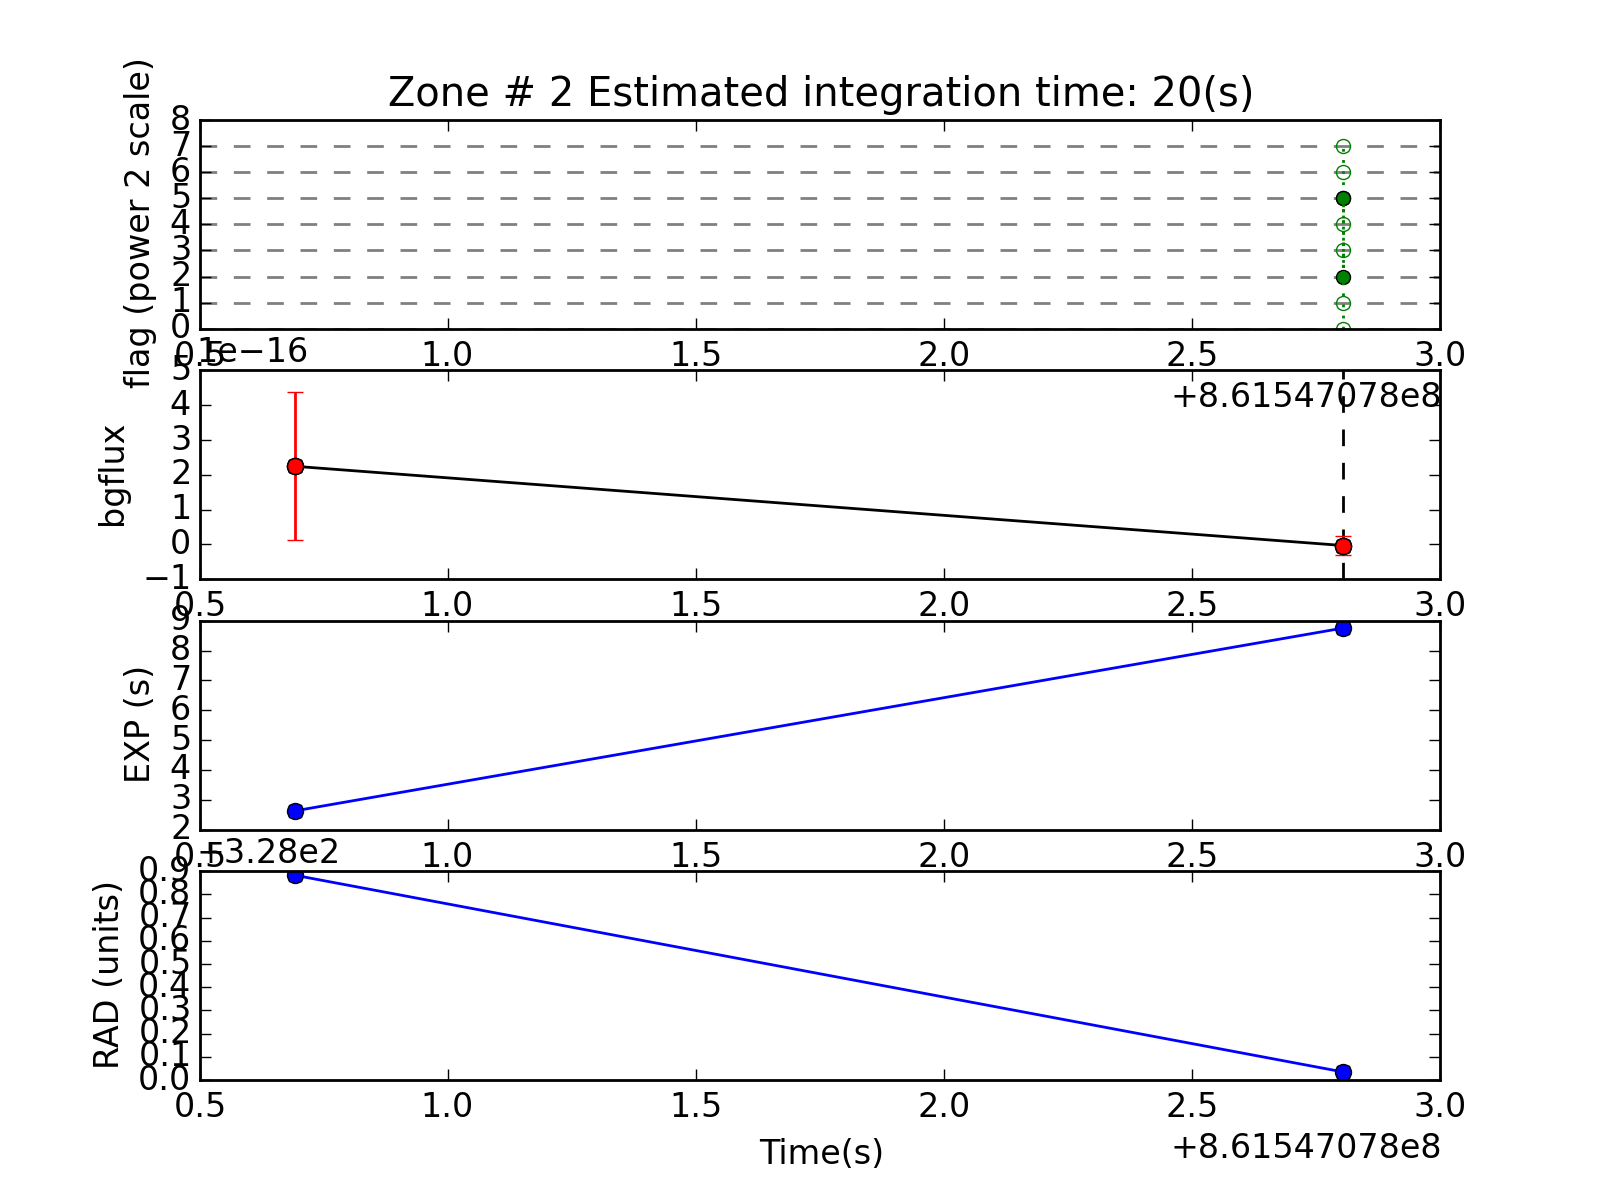 Zone # 2 Estimated integration time: 20(s)
flag (power 2 scale)
8
7
6
5
4
3
2
1
0
0.5 1.0 1.5 2.0 2.5 3.0
+8.61547078e8
1e−16
bgflux
5
4
3
2
1
0
−1
0.5 1.0 1.5 2.0 2.5 3.0
EXP (s)
9
8
7
6
5
4
3
2
0.5 1.0 1.5 2.0 2.5 3.0
+3.28e2
RAD (units)
0.9
0.8
0.7
0.6
0.5
0.4
0.3
0.2
0.1
0.0
0.5 1.0 1.5 2.0 2.5 3.0
Time(s)
+8.61547078e8